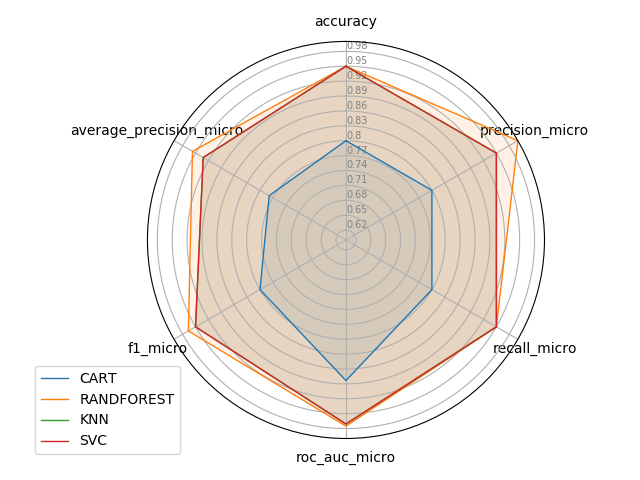 accuracy
0.98
0.95
0.92
0.89
0.86
0.83
0.8
0.77
0.74
0.71
0.68
0.65
0.62
average_precision_micro
precision_micro
f1_micro
recall_micro
roc_auc_micro
CART
RANDFOREST
KNN
SVC